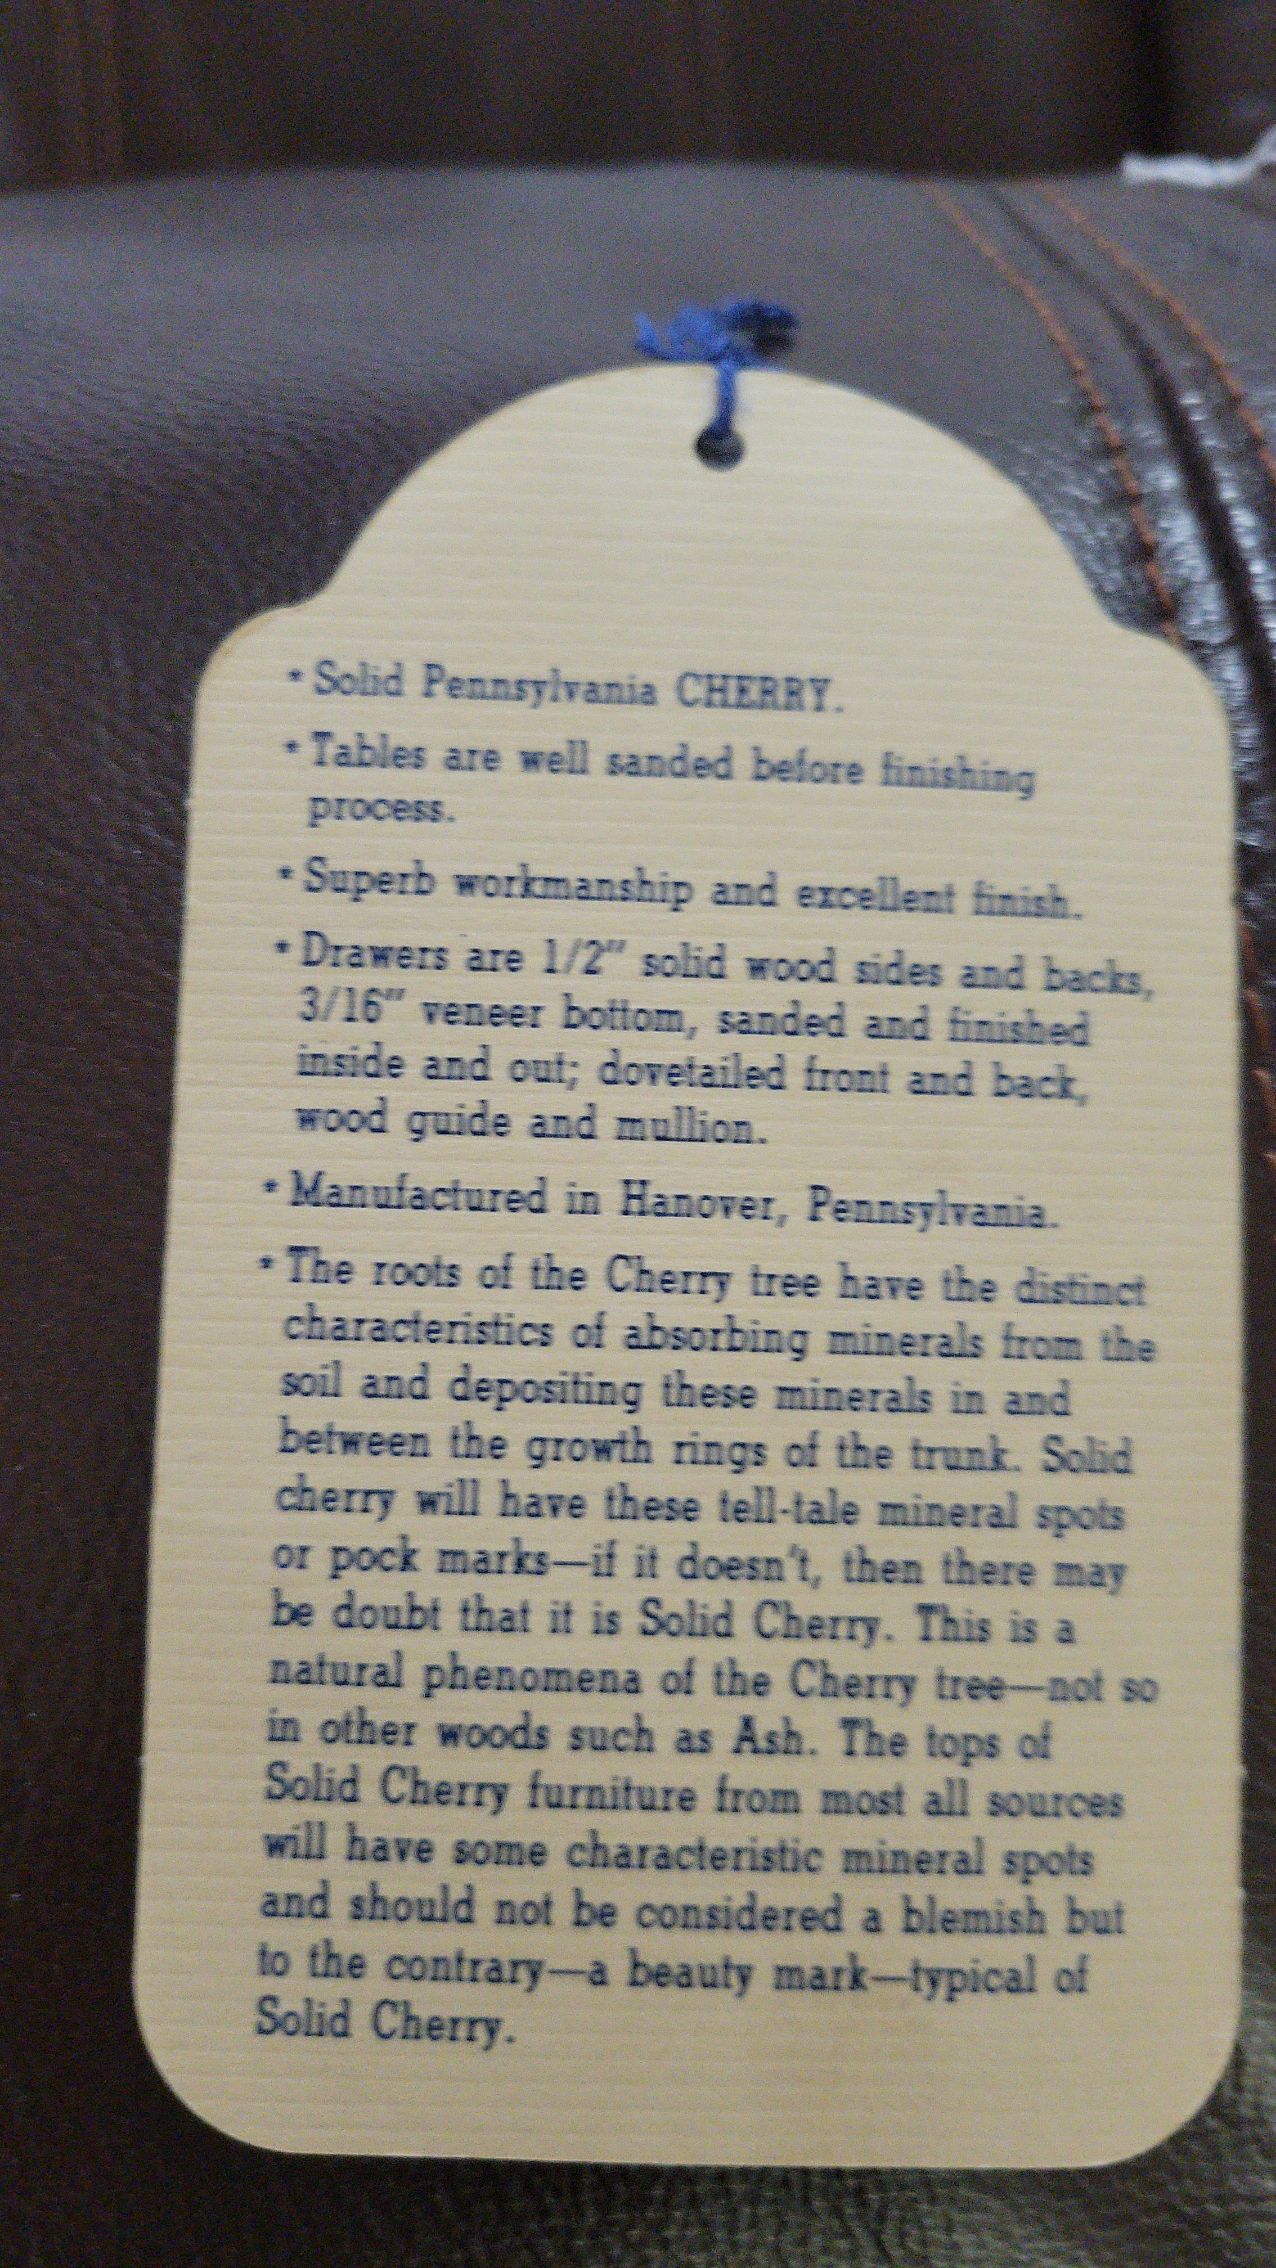 * Solid Pennsylvania CHERRY.
* Tables are well sanded before finishing
process.
* Superb workmanship and excellent finish.
* Drawers are 1/2" solid wood sides and backs,
3/16" veneer bottom, sanded and finished
inside and out; dovetailed front and back,
wood guide and mullion.
* Manufactured in Hanover, Pennsylvania.
* The roots of the Cherry tree have the distinct
characteristics of absorbing minerals from the
soil and depositing these minerals in and
between the growth rings of the trunk. Solid
cherry will have these tell-tale mineral spots
or pock marks—if it doesn't, then there may
be doubt that it is Solid Cherry. This is a
natural phenomena of the Cherry tree—not so
in other woods such as Ash. The tops of
Solid Cherry furniture from most all sources
will have some characteristic mineral spots
and should not be considered a blemish but
to the contrary—a beauty mark—typical of
Solid Cherry.